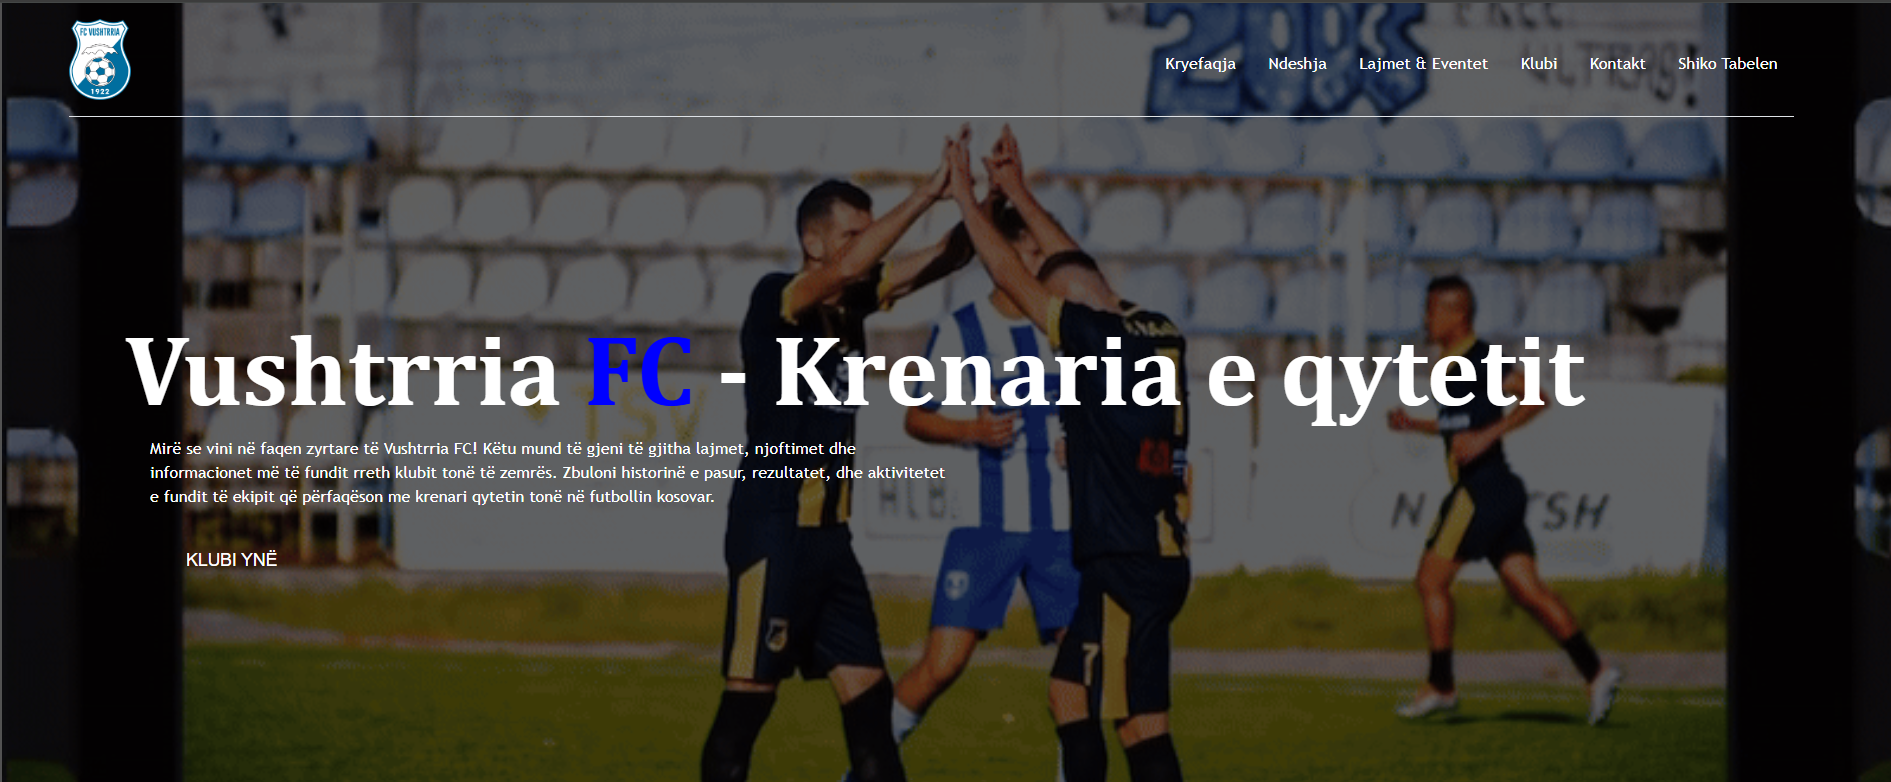 FC VUSHTRRIA
1922
Kryefaqja Ndeshja Lajmet & Eventet Klubi Kontakt Shiko Tabelen
2003
Vushtrria FC - Krenaria e qytetit
Mirë se vini në faqen zyrtare të Vushtrria FC! Këtu mund të gjeni të gjitha lajmet, njoftimet dhe
informacionet më të fundit rreth klubit tonë të zemrës. Zbuloni historinë e pasur, rezultatet, dhe aktivitetet
e fundit të ekipit që përfaqëson me krenari qytetin tonë në futbollin kosovar.
KLUBI YNË
7